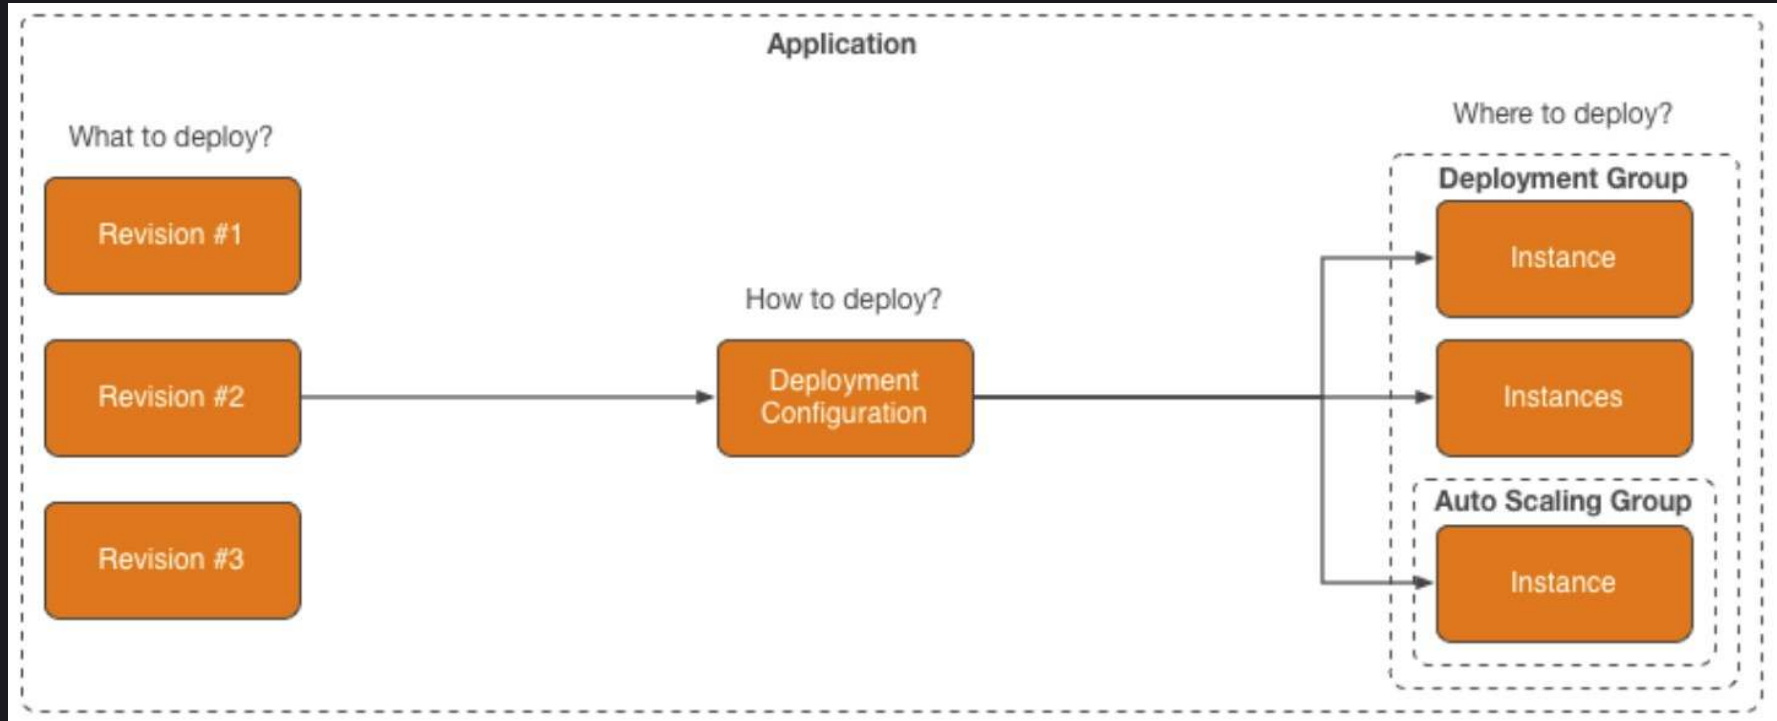 Application
What to deploy?
Revision #1
Revision #2
Revision #3
How to deploy?
Deployment
Configuration
Where to deploy?
Deployment Group
Instance
Instances
Auto Scaling Group
Instance